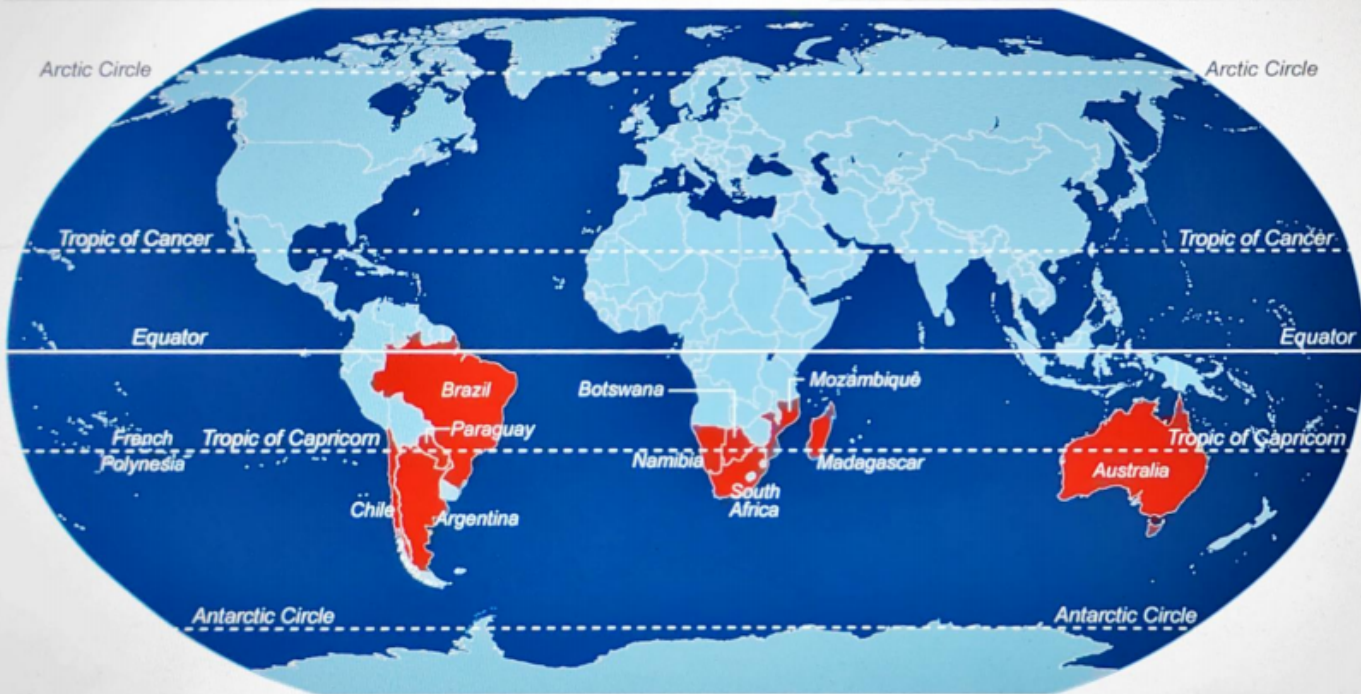 Arctic Circle
Arctic Circle
Tropic of Cancer
Tropic of Cancer
Equator
Equator
Brazil
Botswana
Mozambique
Paraguay
French
Polynesia
Tropic of Capricorn
Tropic of Capricorn
Namibia
Madagascar
Australia
South
Africa
Chile
Argentina
Antarctic Circle
Antarctic Circle